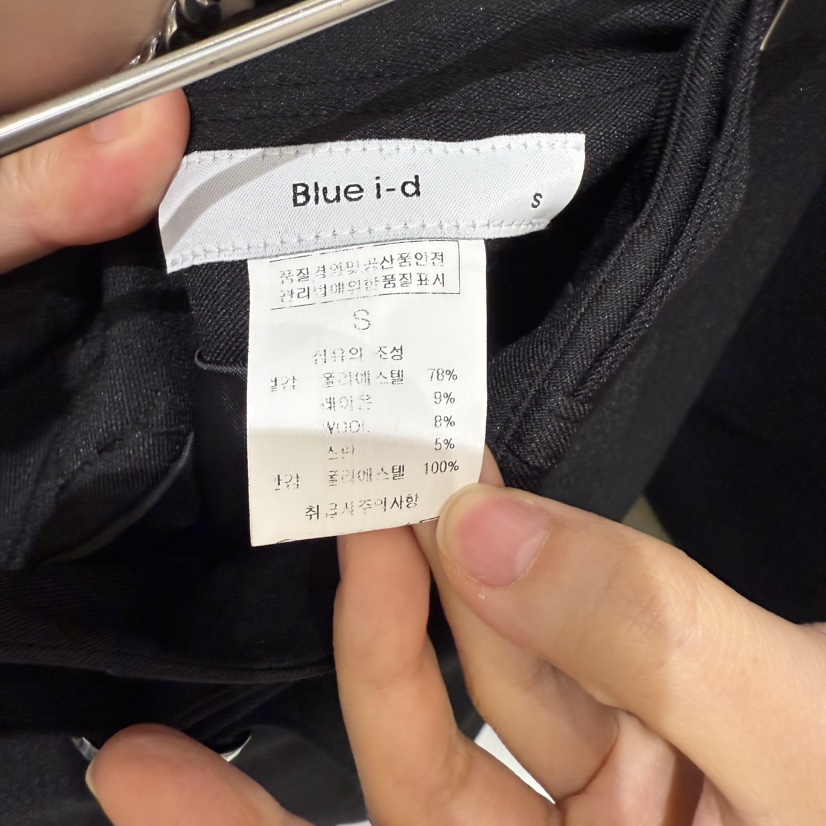 Blue i-d
S
품질경영및공산품안전
관리법에의한품질표시
S
섬유의 조성
겉감 폴리에스텔 78%
레이온 9%
WOOL 8%
스판 5%
안감 폴리에스텔 100%
취급시주의사항